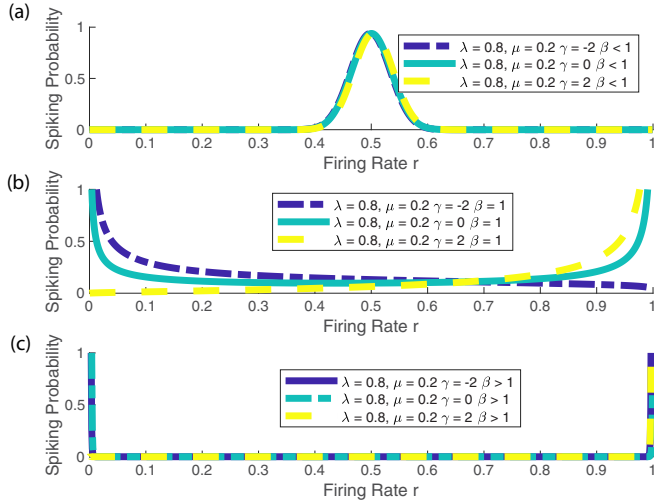 (a)
Spiking Probability
1
0.5
0
λ = 0.8, μ = 0.2 γ = -2 β < 1
λ = 0.8, μ = 0.2 γ = 0 β < 1
λ = 0.8, μ = 0.2 γ = 2 β < 1
0 0.1 0.2 0.3 0.4 0.5 0.6 0.7 0.8 0.9 1
Firing Rate r
(b)
Spiking Probability
1
0.5
0
λ = 0.8, μ = 0.2 γ = -2 β = 1
λ = 0.8, μ = 0.2 γ = 0 β = 1
λ = 0.8, μ = 0.2 γ = 2 β = 1
0 0.1 0.2 0.3 0.4 0.5 0.6 0.7 0.8 0.9 1
Firing Rate r
(c)
Spiking Probability
1
0.5
0
λ = 0.8, μ = 0.2 γ = -2 β > 1
λ = 0.8, μ = 0.2 γ = 0 β > 1
λ = 0.8, μ = 0.2 γ = 2 β > 1
0 0.1 0.2 0.3 0.4 0.5 0.6 0.7 0.8 0.9 1
Firing Rate r